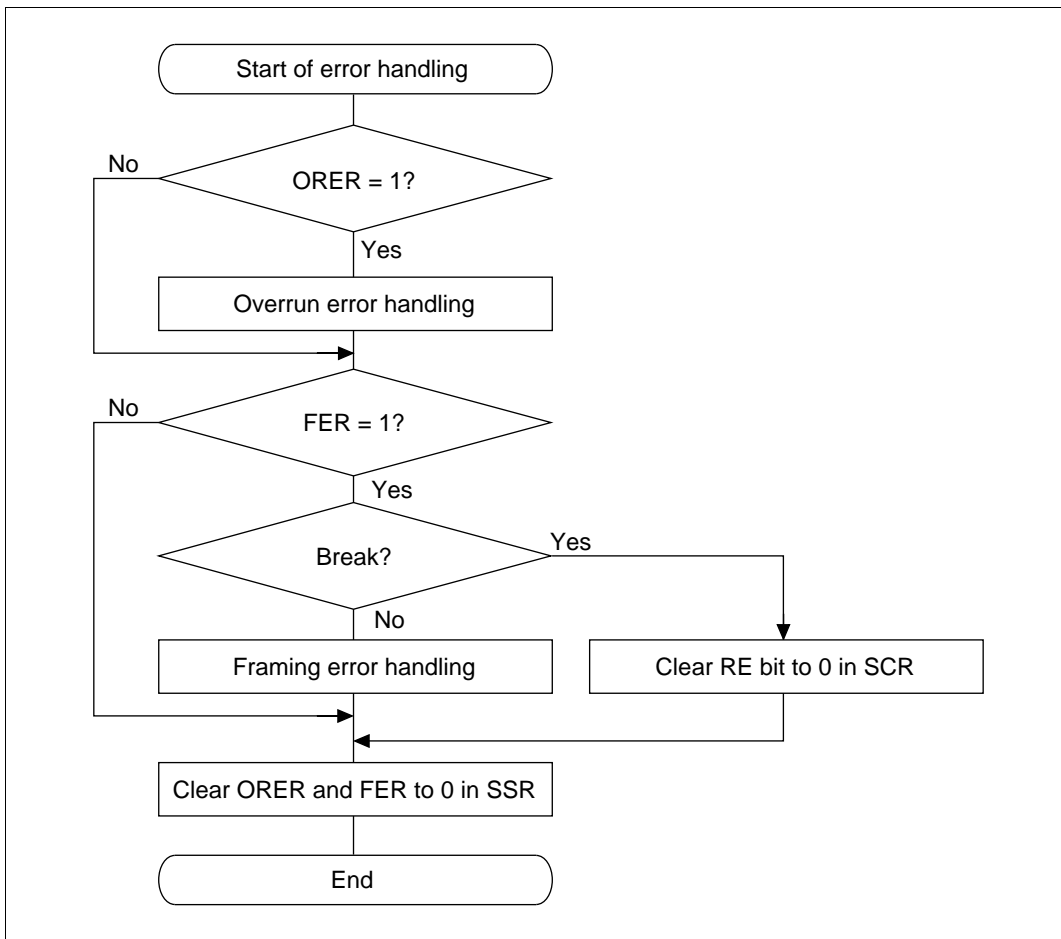 Start of error handling
No
ORER = 1?
Yes
Overrun error handling
No
FER = 1?
Yes
Break?
Yes
No
Framing error handling
Clear RE bit to 0 in SCR
Clear ORER and FER to 0 in SSR
End